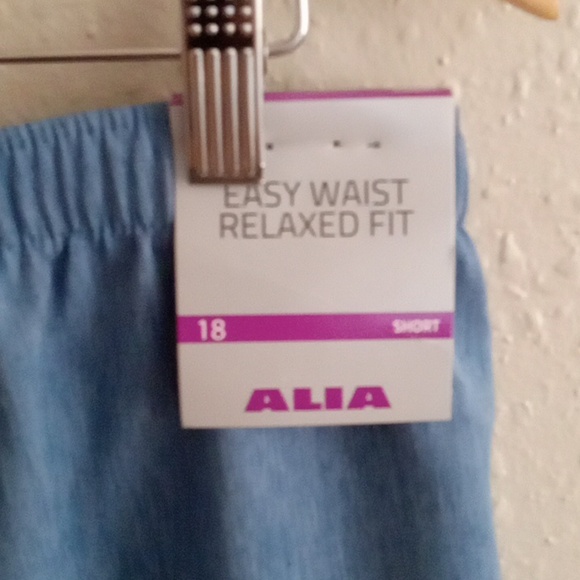 EASY WAIST
RELAXED FIT
18 SHORT
ALIA